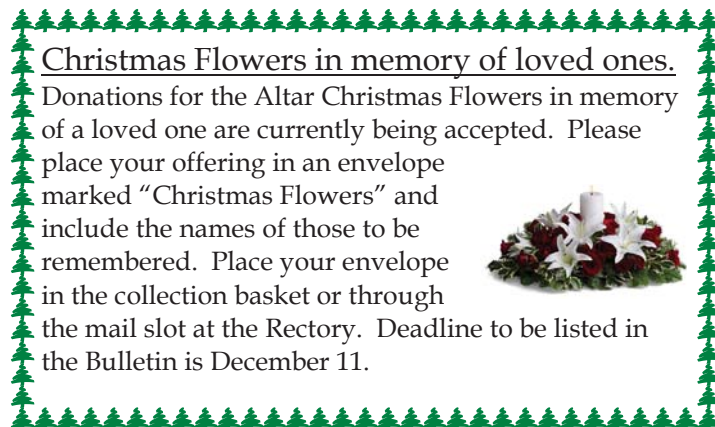 Christmas Flowers in memory of loved ones.
Donations for the Altar Christmas Flowers in memory
of a loved one are currently being accepted.  Please
place your offering in an envelope
marked “Christmas Flowers” and
include the names of those to be
remembered.  Place your envelope
in the collection basket or through
the mail slot at the Rectory.  Deadline to be listed in
the Bulletin is December 11.